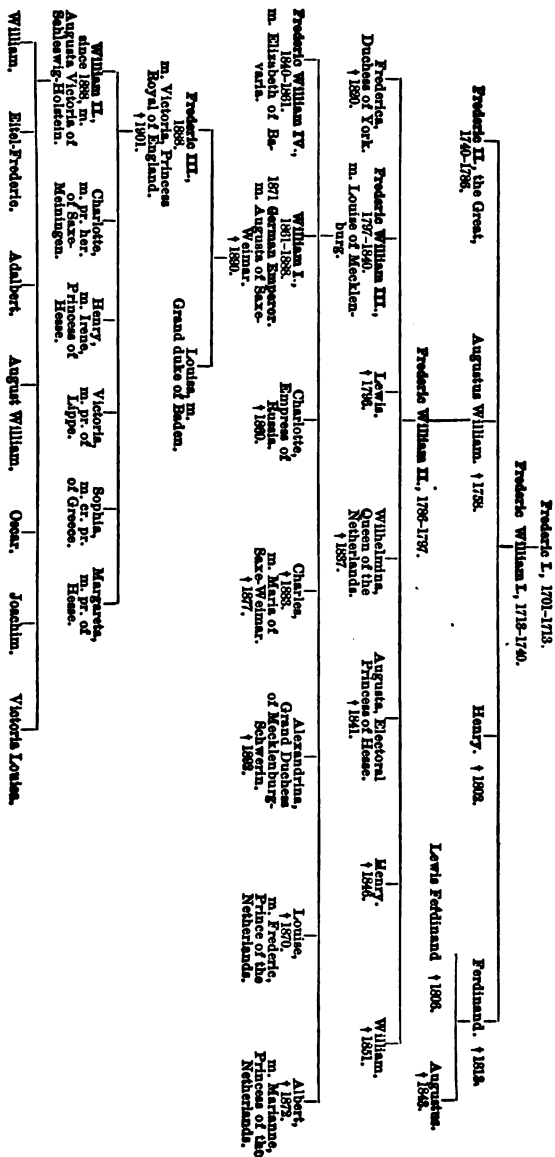 Frederic I., 1701–1713.
Frederic William I., 1713–1740.
Frederic II., the Great,
1740–1786.
Augustus William. † 1758.
Henry. † 1802.
Ferdinand. † 1813.
Frederic William II., 1786–1797.
Lewis Ferdinand † 1806.
Augustus.
† 1843.
Frederica,
Duchess of York.
† 1820.
Frederic William III.,
1797–1840.
m. Louise of Mecklen-
burg.
Lewis.
† 1796.
Wilhelmina,
Queen of the
Netherlands.
† 1837.
Augusta, Electoral
Princess of Hesse.
† 1841.
Henry.
† 1846.
William.
† 1851.
Frederic William IV.,
1840–1861.
m. Elizabeth of Ba-
varia.
William I.,
1861–1888.
1871 German Emperor.
m. Augusta of Saxe-
Weimar.
† 1890.
Charlotte,
Empress of
Russia.
† 1860.
Charles,
† 1883.
m. Maria of
Saxe-Weimar.
† 1877.
Alexandrina,
Grand Duchess
of Mecklenburg-
Schwerin.
† 1892.
Louise,
† 1870.
m. Frederic,
Prince of the
Netherlands.
Albert,
† 1872.
m. Marianne,
Princess of the
Netherlands.
Frederic III.,
1888.
m. Victoria, Princess
Royal of England.
† 1901.
Louisa, m.
Grand duke of Baden.
William II.,
since 1888, m.
Augusta Victoria of
Sahleswig-Holstein.
Charlotte,
m. pr. her.
of Saxe-
Meiningen.
Henry,
m. Irene,
Princess of
Hesse.
Victoria,
m. pr. of
Lippe.
Sophia,
m. cr. pr.
of Greece.
Margareta,
m. pr. of
Hesse.
William.
Eitel-Frederic.
Adalbert.
August William.
Oscar.
Joachim.
Victoria Louisa.